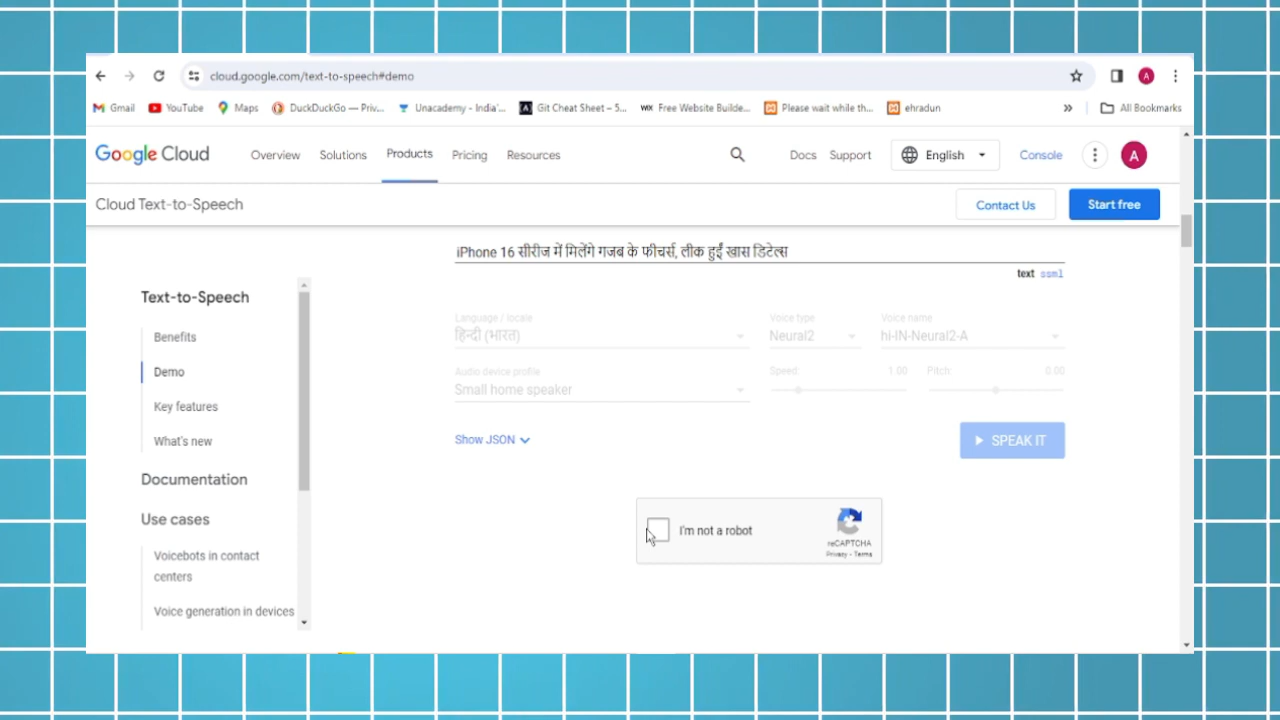 cloud.google.com/text-to-speech#demo
A
Gmail YouTube Maps DuckDuckGo — Priv... Unacademy - India'... Git Cheat Sheet – 5... WIX Free Website Builde... Please wait while th... ehradun » All Bookmarks
Google Cloud Overview Solutions Products Pricing Resources Docs Support English Console A
Cloud Text-to-Speech Contact Us Start free
iPhone 16 सीरीज में मिलेंगे गजब के फीचर्स, लीक हुईं खास डिटेल्स
text ssml
Text-to-Speech
Benefits
Demo
Key features
What's new
Documentation
Use cases
Voicebots in contact
centers
Voice generation in devices
Language / locale Voice type Voice name
हिन्दी (भारत) Neural2 hi-IN-Neural2-A
Audio device profile Speed: 1.00 Pitch: 0.00
Small home speaker
Show JSON SPEAK IT
I'm not a robot
reCAPTCHA
Privacy - Terms